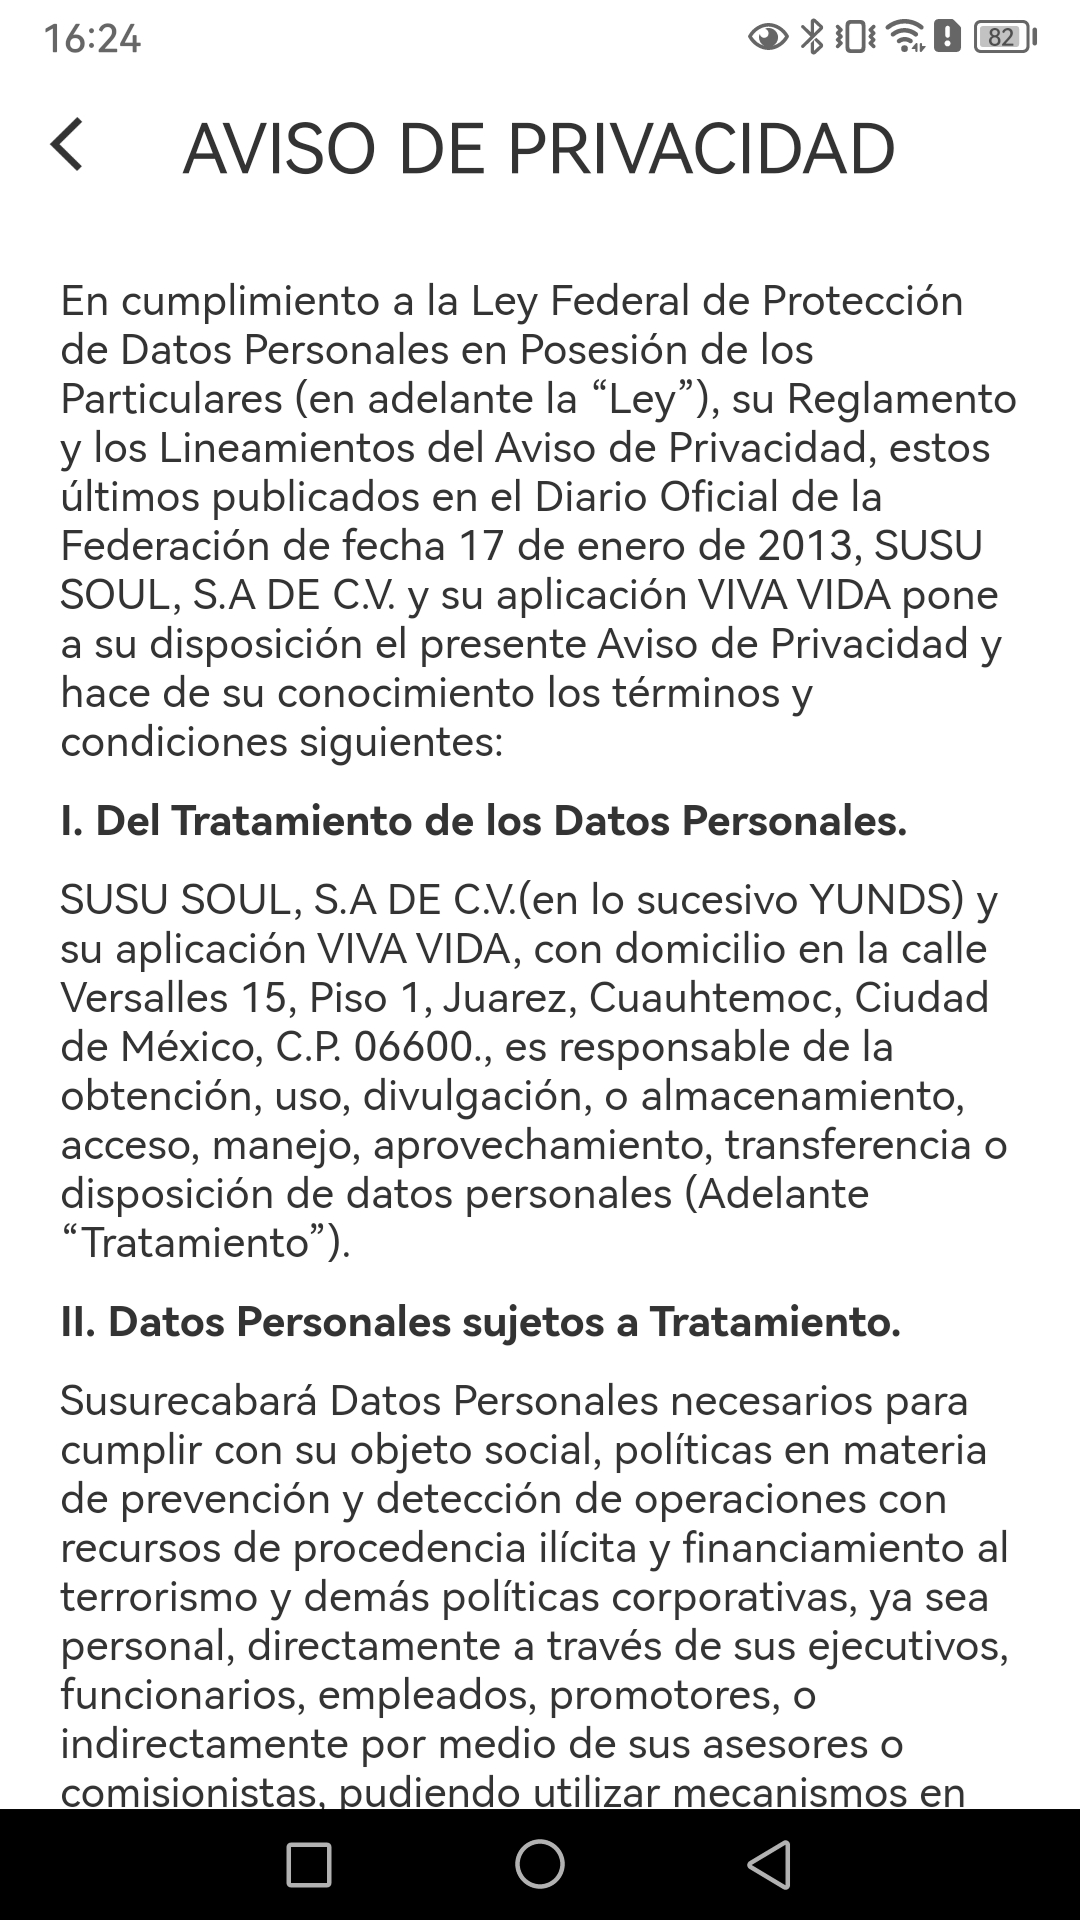 16:24
82
AVISO DE PRIVACIDAD
En cumplimiento a la Ley Federal de Protección
de Datos Personales en Posesión de los
Particulares (en adelante la “Ley”), su Reglamento
y los Lineamientos del Aviso de Privacidad, estos
últimos publicados en el Diario Oficial de la
Federación de fecha 17 de enero de 2013, SUSU
SOUL, S.A DE C.V. y su aplicación VIVA VIDA pone
a su disposición el presente Aviso de Privacidad y
hace de su conocimiento los términos y
condiciones siguientes:
I. Del Tratamiento de los Datos Personales.
SUSU SOUL, S.A DE C.V.(en lo sucesivo YUNDS) y
su aplicación VIVA VIDA, con domicilio en la calle
Versalles 15, Piso 1, Juarez, Cuauhtemoc, Ciudad
de México, C.P. 06600., es responsable de la
obtención, uso, divulgación, o almacenamiento,
acceso, manejo, aprovechamiento, transferencia o
disposición de datos personales (Adelante
“Tratamiento”).
II. Datos Personales sujetos a Tratamiento.
Susurecabará Datos Personales necesarios para
cumplir con su objeto social, políticas en materia
de prevención y detección de operaciones con
recursos de procedencia ilícita y financiamiento al
terrorismo y demás políticas corporativas, ya sea
personal, directamente a través de sus ejecutivos,
funcionarios, empleados, promotores, o
indirectamente por medio de sus asesores o
comisionistas, pudiendo utilizar mecanismos en